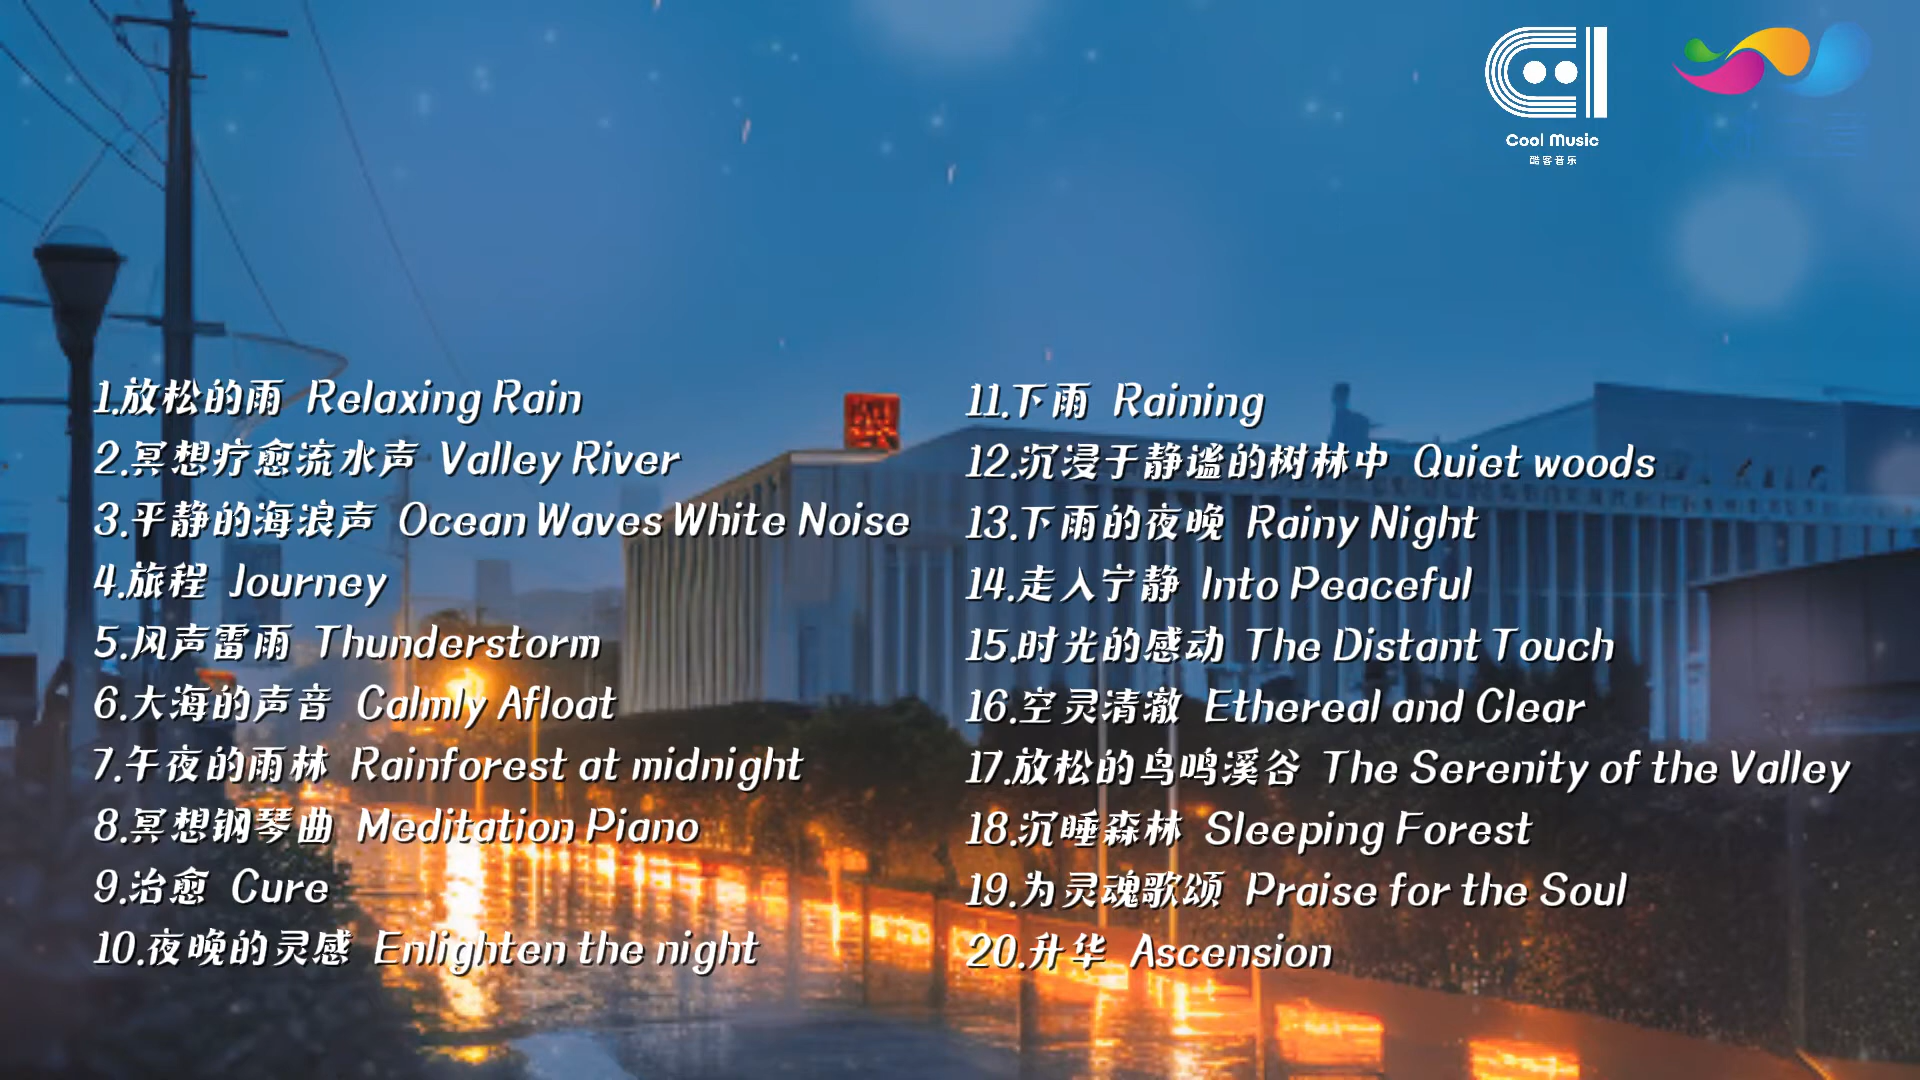 Cool Music
酷客音乐
1.放松的雨 Relaxing Rain
2.冥想疗愈流水声 Valley River
3.平静的海浪声 Ocean Waves White Noise
4.旅程 Journey
5.风声雷雨 Thunderstorm
6.大海的声音 Calmly Afloat
7.午夜的雨林 Rainforest at midnight
8.冥想钢琴曲 Meditation Piano
9.治愈 Cure
10.夜晚的灵感 Enlighten the night
11.下雨 Raining
12.沉浸于静谧的树林中 Quiet woods
13.下雨的夜晚 Rainy Night
14.走入宁静 Into Peaceful
15.时光的感动 The Distant Touch
16.空灵清澈 Ethereal and Clear
17.放松的鸟鸣溪谷 The Serenity of the Valley
18.沉睡森林 Sleeping Forest
19.为灵魂歌颂 Praise for the Soul
20.升华 Ascension